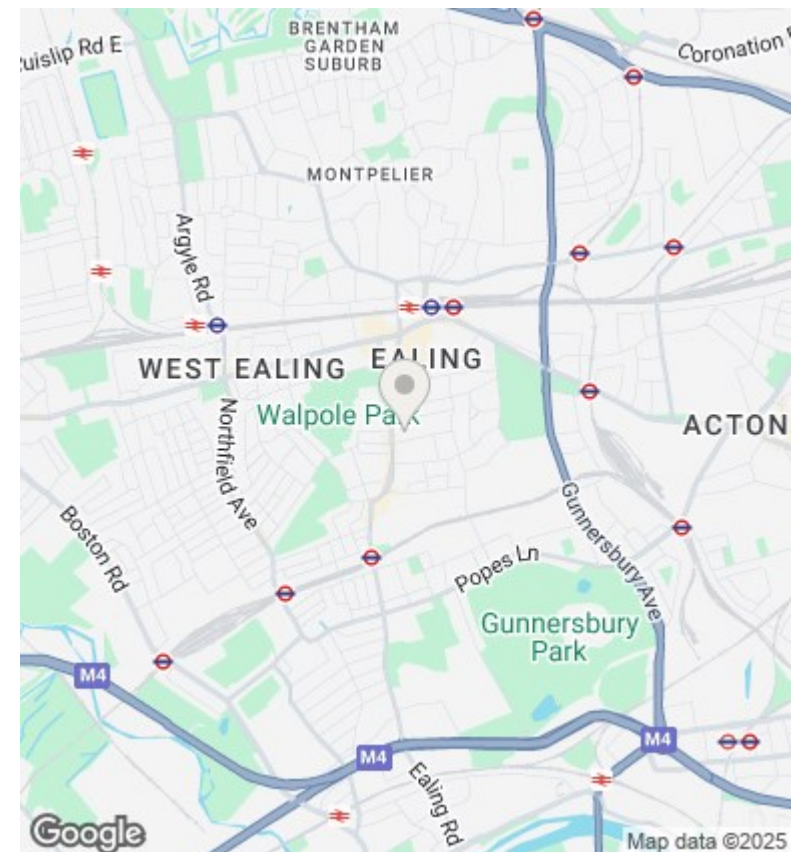 BRENTHAM
GARDEN
SUBURB
uislip Rd E
Coronation
MONTPELIER
Argyle Rd
WEST EALING
EALING
Walpole Park
ACTON
Northfield Ave
Boston Rd
Gunnersbury Ave
Popes Ln
Gunnersbury
Park
M4
M4
M4
Ealing Rd
Google
Map data ©2025